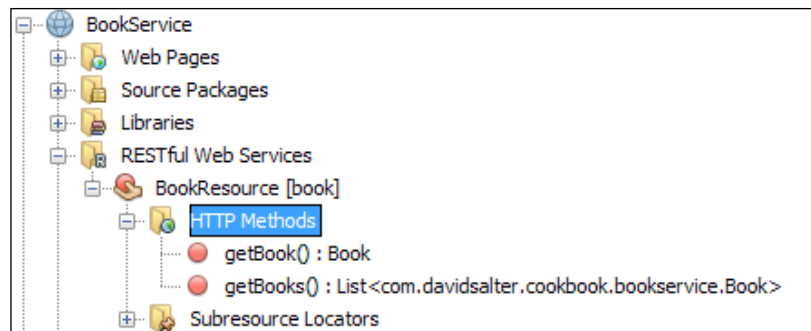 BookService
Web Pages
Source Packages
Libraries
RESTful Web Services
BookResource [book]
HTTP Methods
getBook() : Book
getBooks() : List<com.davidsalter.cookbook.bookservice.Book>
Subresource Locators